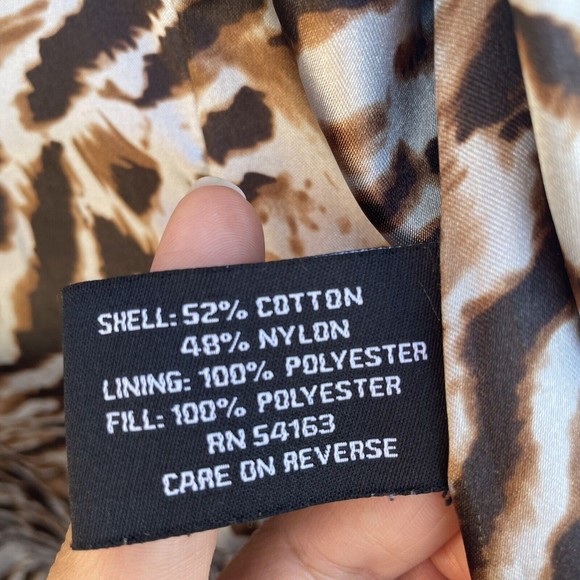 SHELL: 52% COTTON
48% NYLON
LINING: 100% POLYESTER
FILL: 100% POLYESTER
RN 54163
CARE ON REVERSE